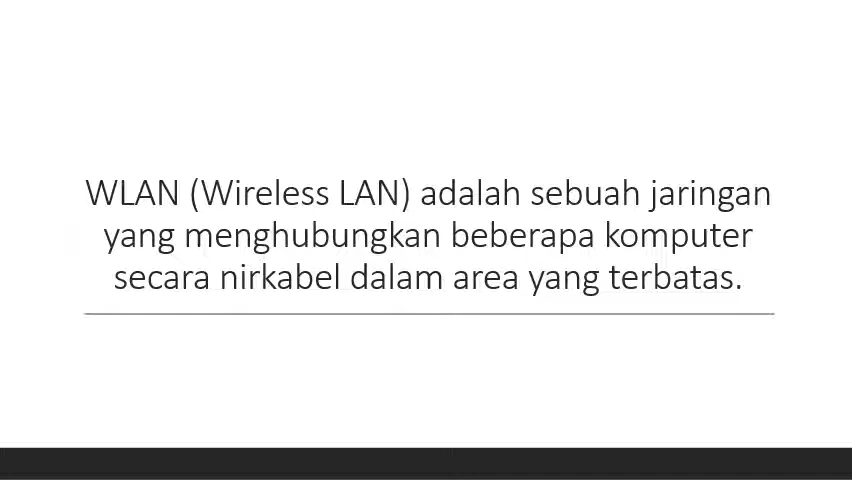 WLAN (Wireless LAN) adalah sebuah jaringan
yang menghubungkan beberapa komputer
secara nirkabel dalam area yang terbatas.